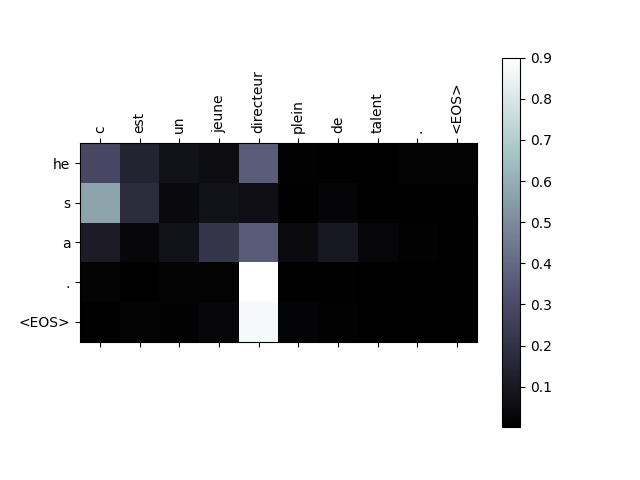 c est un jeune directeur plein de talent . <EOS>
he
s
a
.
<EOS>
0.9
0.8
0.7
0.6
0.5
0.4
0.3
0.2
0.1